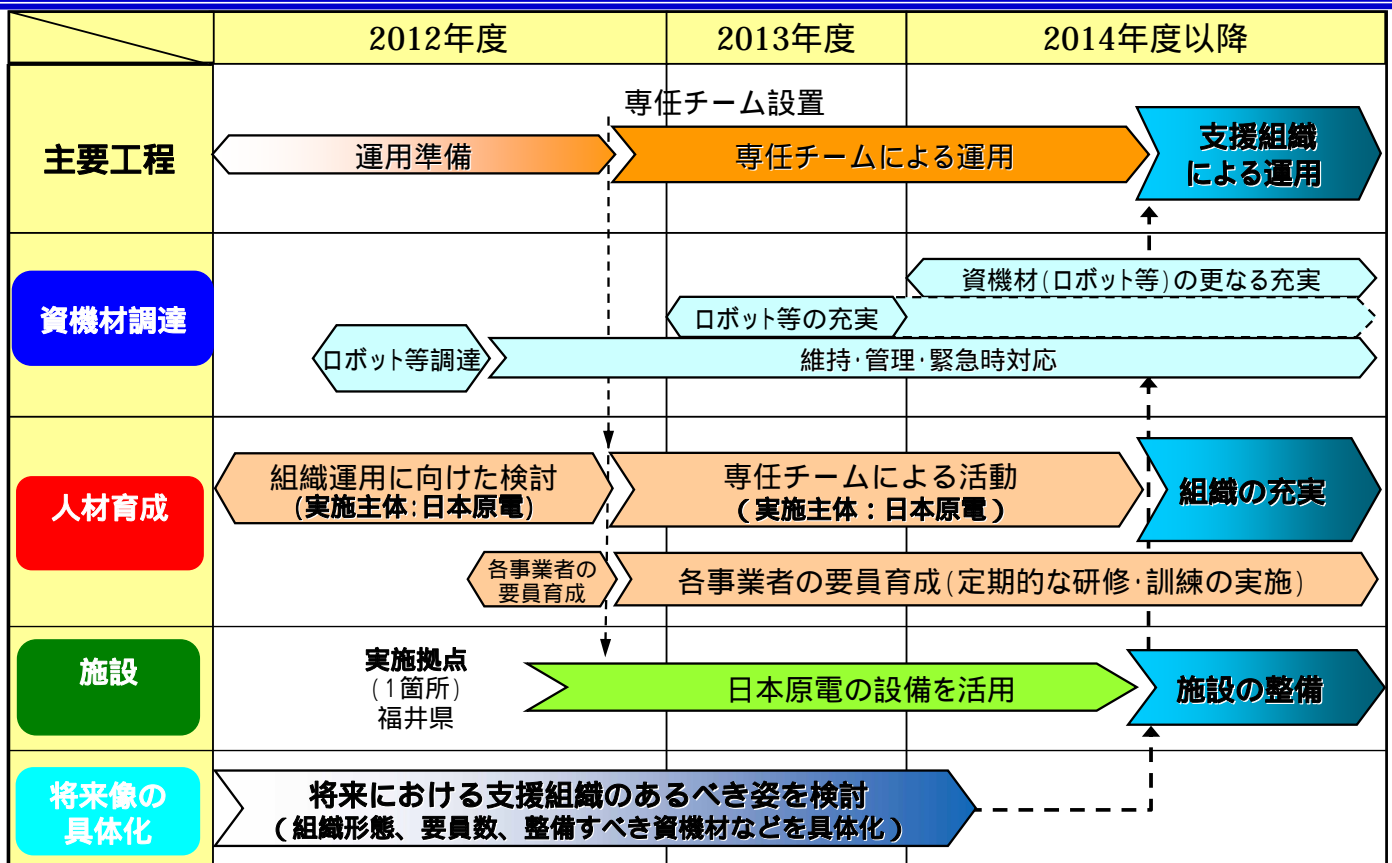 2012年度
2013年度
2014年度以降
主要工程
専任チーム設置
運用準備
専任チームによる運用
支援組織
による運用
資機材調達
資機材(ロボット等)の更なる充実
ロボット等の充実
ロボット等調達
維持・管理・緊急時対応
人材育成
組織運用に向けた検討
(実施主体:日本原電)
専任チームによる活動
(実施主体:日本原電)
組織の充実
各事業者の
要員育成
各事業者の要員育成(定期的な研修・訓練の実施)
施設
実施拠点
(1箇所)
福井県
日本原電の設備を活用
施設の整備
将来像の
具体化
将来における支援組織のあるべき姿を検討
(組織形態、要員数、整備すべき資機材などを具体化)